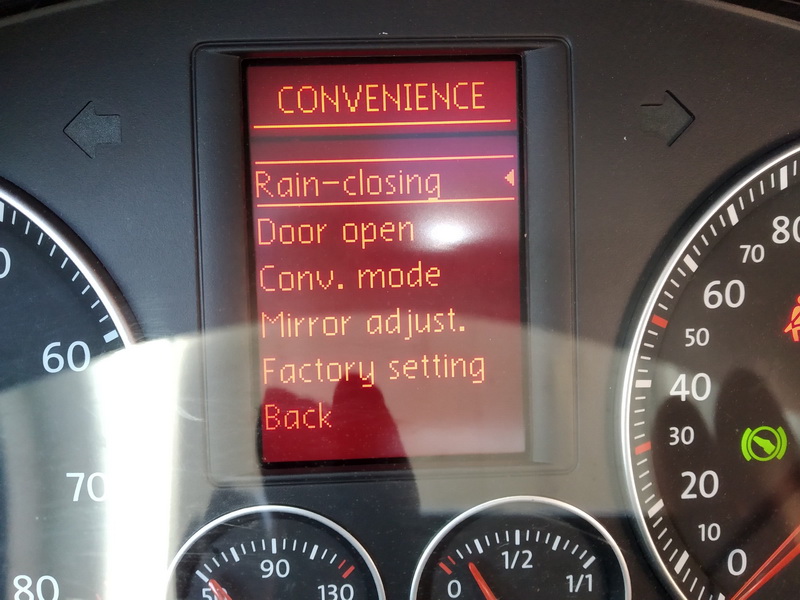 CONVENIENCE
Rain-closing
Door open
Conv. mode
Mirror adjust.
Factory setting
Back
60
70
80
80
70
60
50
40
30
20
10
0
90
130
0
1/2
1/1